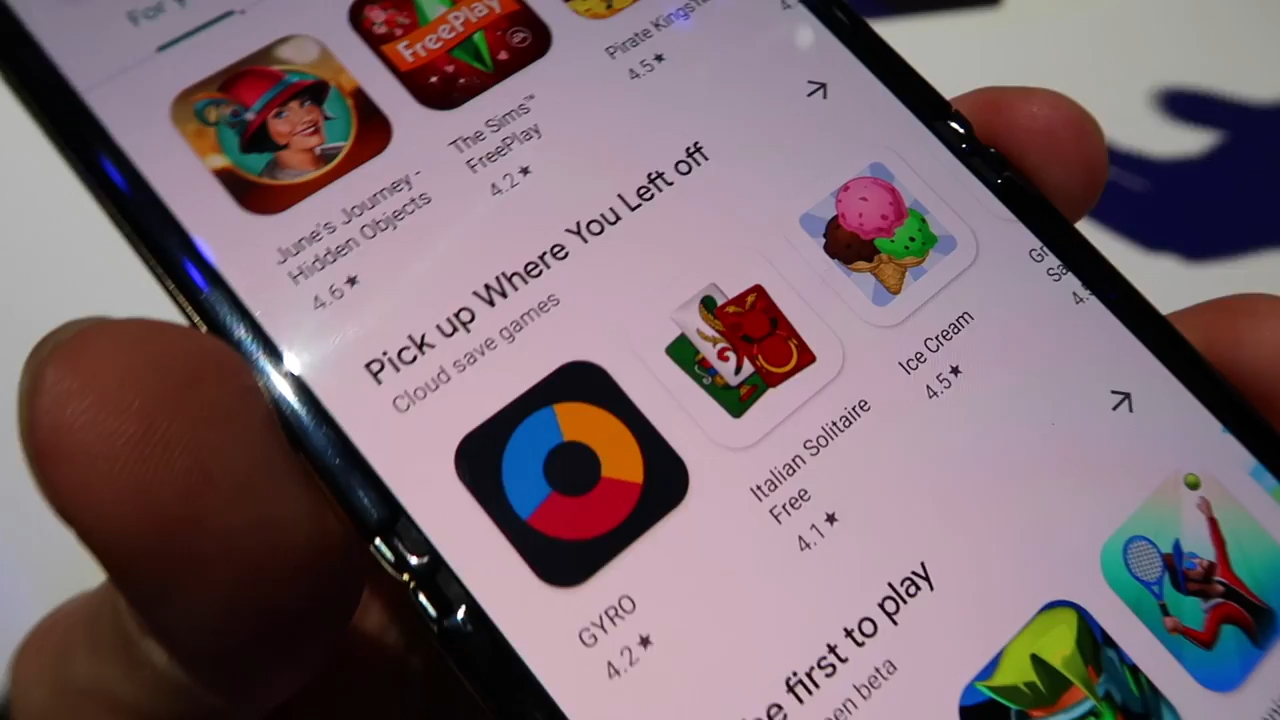 For
FreePlay
June's Journey -
Hidden Objects
4.6★
The Sims™
FreePlay
4.2★
Pirate Kings
4.5★
Pick up Where You Left off
Cloud save games
GYRO
4.2★
Italian Solitaire
Free
4.1★
Ice Cream
4.5★
first to play
beta